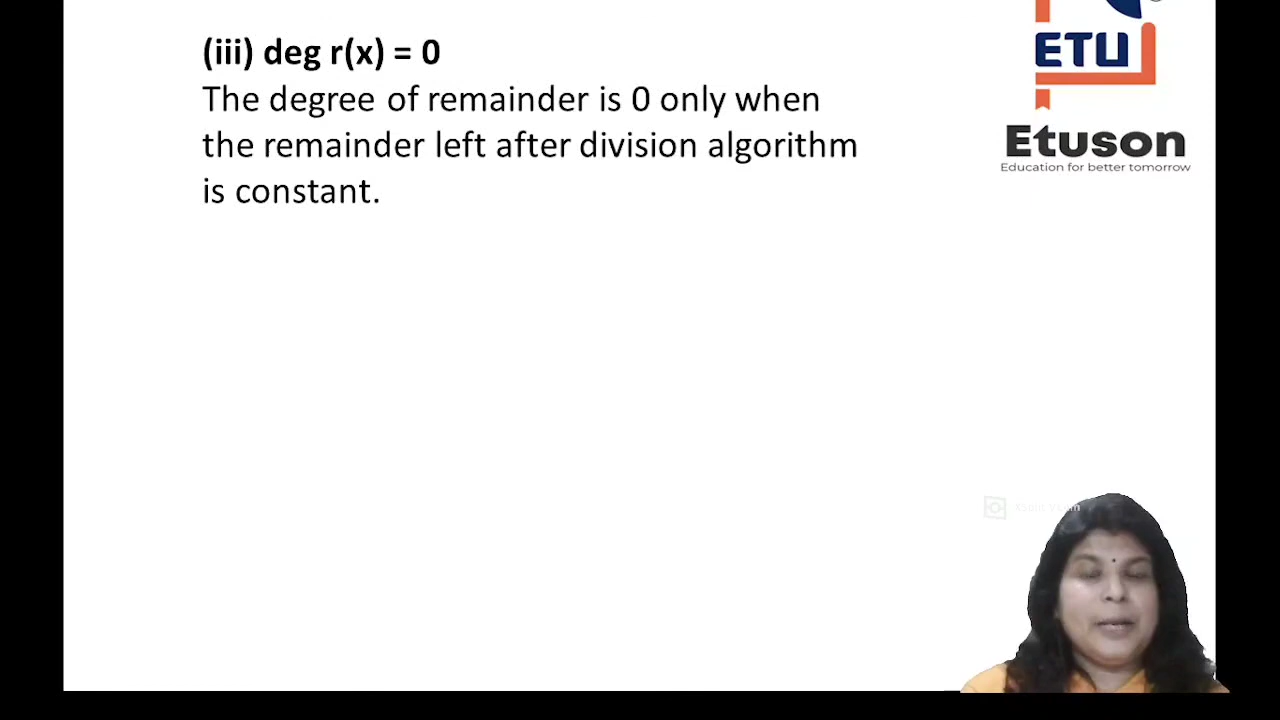 (iii) deg r(x) = 0
The degree of remainder is 0 only when
the remainder left after division algorithm
is constant.
ETU
Etuson
Education for better tomorrow